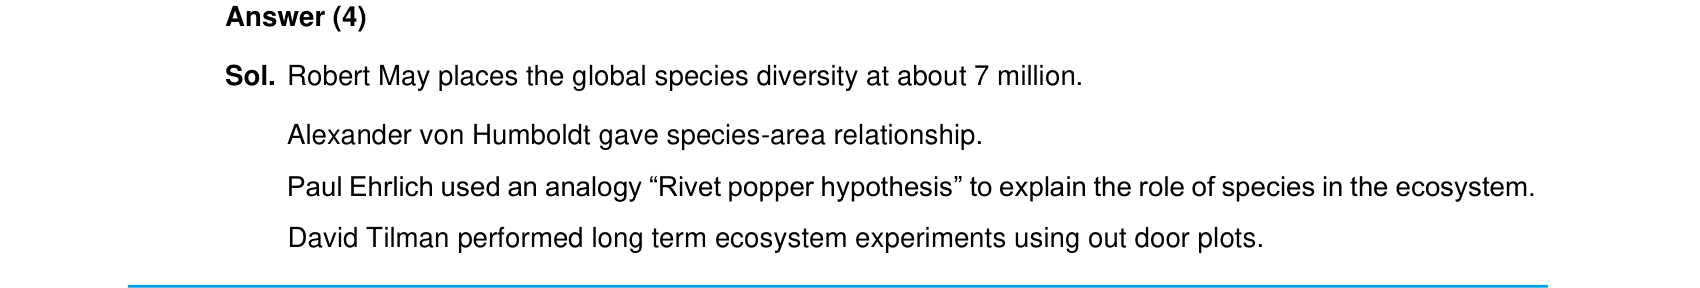 Answer (4)
Sol. Robert May places the global species diversity at about 7 million.
Alexander von Humboldt gave species-area relationship.
Paul Ehrlich used an analogy “Rivet popper hypothesis” to explain the role of species in the ecosystem.
David Tilman performed long term ecosystem experiments using out door plots.